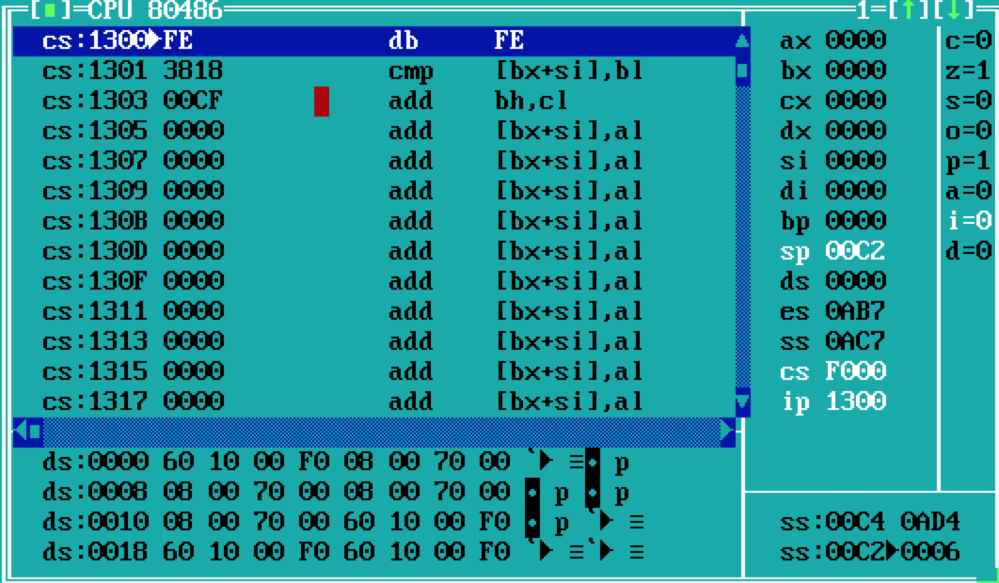 [■]=CPU 80486 1=[↑][↓]
cs:1300►FE db FE ax 0000 c=0
cs:1301 3818 cmp [bx+si],bl bx 0000 z=1
cs:1303 00CF add bh,cl cx 0000 s=0
cs:1305 0000 add [bx+si],al dx 0000 o=0
cs:1307 0000 add [bx+si],al si 0000 p=1
cs:1309 0000 add [bx+si],al di 0000 a=0
cs:130B 0000 add [bx+si],al bp 0000 i=0
cs:130D 0000 add [bx+si],al sp 00C2 d=0
cs:130F 0000 add [bx+si],al ds 0000
cs:1311 0000 add [bx+si],al es 0AB7
cs:1313 0000 add [bx+si],al ss 0AC7
cs:1315 0000 add [bx+si],al cs F000
cs:1317 0000 add [bx+si],al ip 1300
ds:0000 60 10 00 F0 08 00 70 00 `► ≡◘ p
ds:0008 08 00 70 00 08 00 70 00 ◘ p ◘ p
ds:0010 08 00 70 00 60 10 00 F0 ◘ p `► ≡ ss:00C4 0AD4
ds:0018 60 10 00 F0 60 10 00 F0 `► ≡`► ≡ ss:00C2►0006